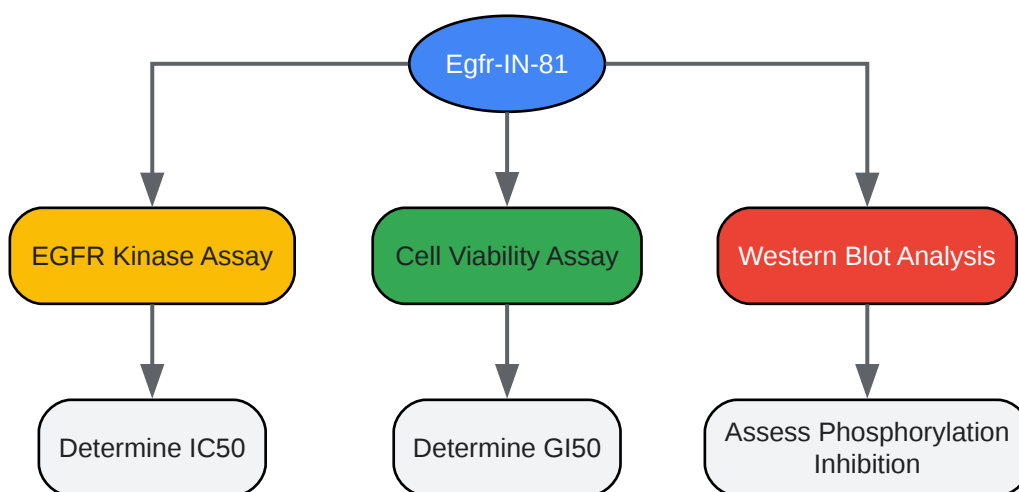 Egfr-IN-81
EGFR Kinase Assay
Cell Viability Assay
Western Blot Analysis
Determine IC50
Determine GI50
Assess Phosphorylation
Inhibition